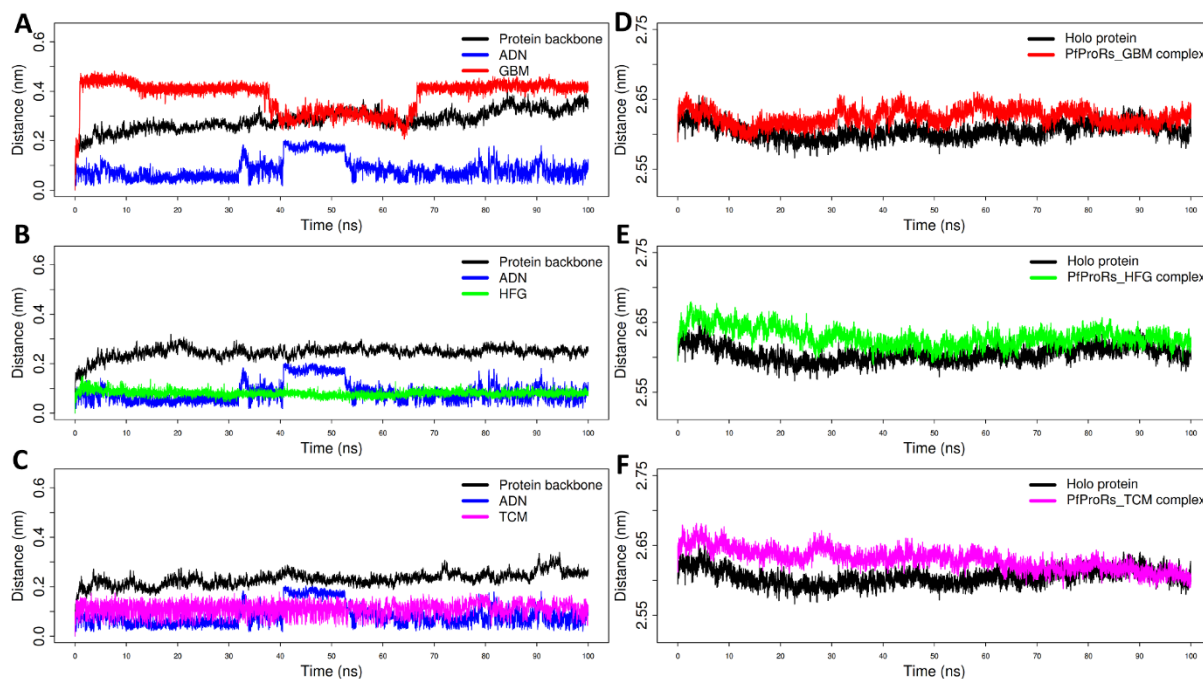 A
Distance (nm)
0.0 0.2 0.4 0.6
Protein backbone
ADN
GBM
0 10 20 30 40 50 60 70 80 90 100
Time (ns)
B
Distance (nm)
0.0 0.2 0.4 0.6
Protein backbone
ADN
HFG
0 10 20 30 40 50 60 70 80 90 100
Time (ns)
C
Distance (nm)
0.0 0.2 0.4 0.6
Protein backbone
ADN
TCM
0 10 20 30 40 50 60 70 80 90 100
Time (ns)
D
Distance (nm)
2.55 2.65 2.75
Holo protein
PfProRs_GBM complex
0 10 20 30 40 50 60 70 80 90 100
Time (ns)
E
Distance (nm)
2.55 2.65 2.75
Holo protein
PfProRs_HFG complex
0 10 20 30 40 50 60 70 80 90 100
Time (ns)
F
Distance (nm)
2.55 2.65 2.75
Holo protein
PfProRs_TCM complex
0 10 20 30 40 50 60 70 80 90 100
Time (ns)